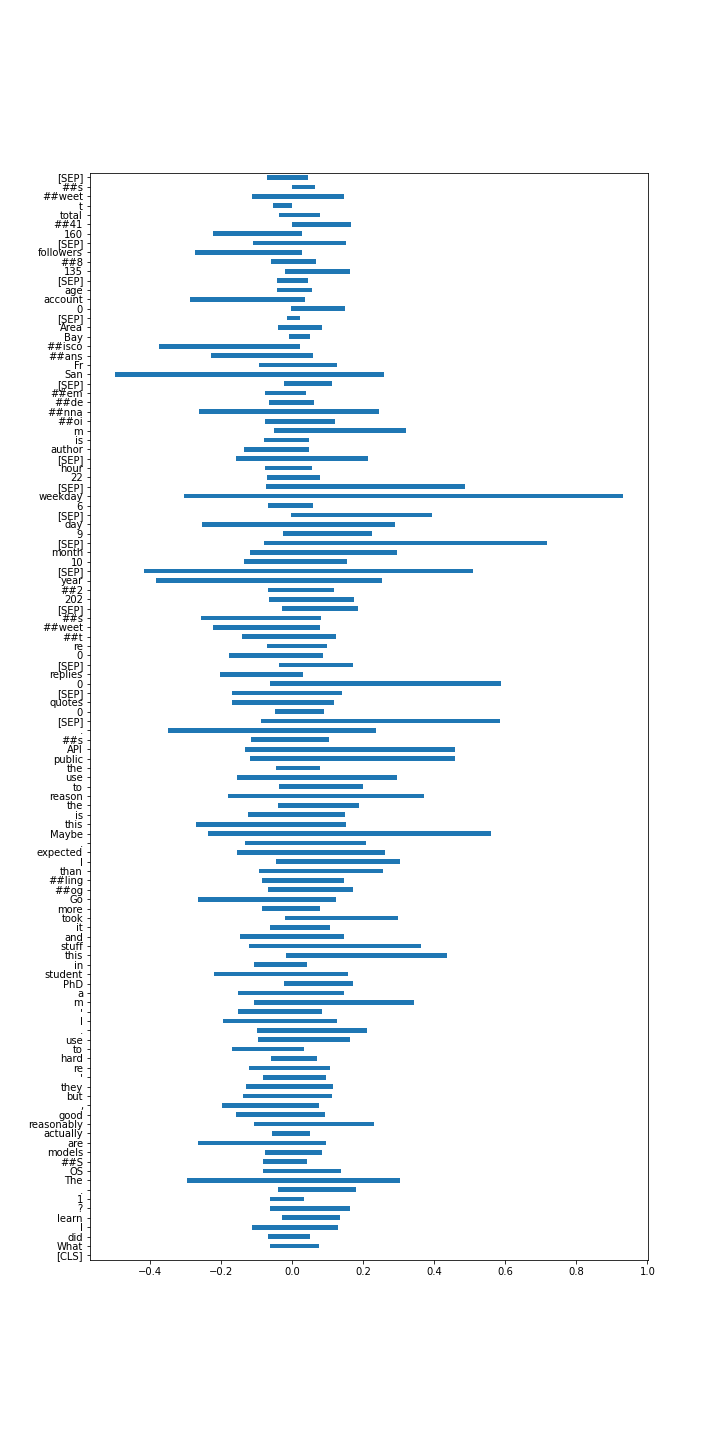 [SEP]
##s
##weet
t
total
##41
160
[SEP]
followers
##8
135
[SEP]
age
account
0
[SEP]
Area
Bay
##isco
##ans
Fr
San
[SEP]
##em
##de
##nna
##oi
m
is
author
[SEP]
hour
22
[SEP]
weekday
6
[SEP]
day
9
[SEP]
month
10
[SEP]
year
##2
202
[SEP]
##s
##weet
##t
re
0
[SEP]
replies
0
[SEP]
quotes
0
[SEP]
.
##s
API
public
the
use
to
reason
the
is
this
Maybe
.
expected
I
than
##ling
##og
Go
more
took
it
and
stuff
this
in
student
PhD
a
m
'
I
.
use
to
hard
re
'
they
but
,
good
reasonably
actually
are
models
##S
OS
The
.
1
?
learn
I
did
What
[CLS]
−0.4 −0.2 0.0 0.2 0.4 0.6 0.8 1.0